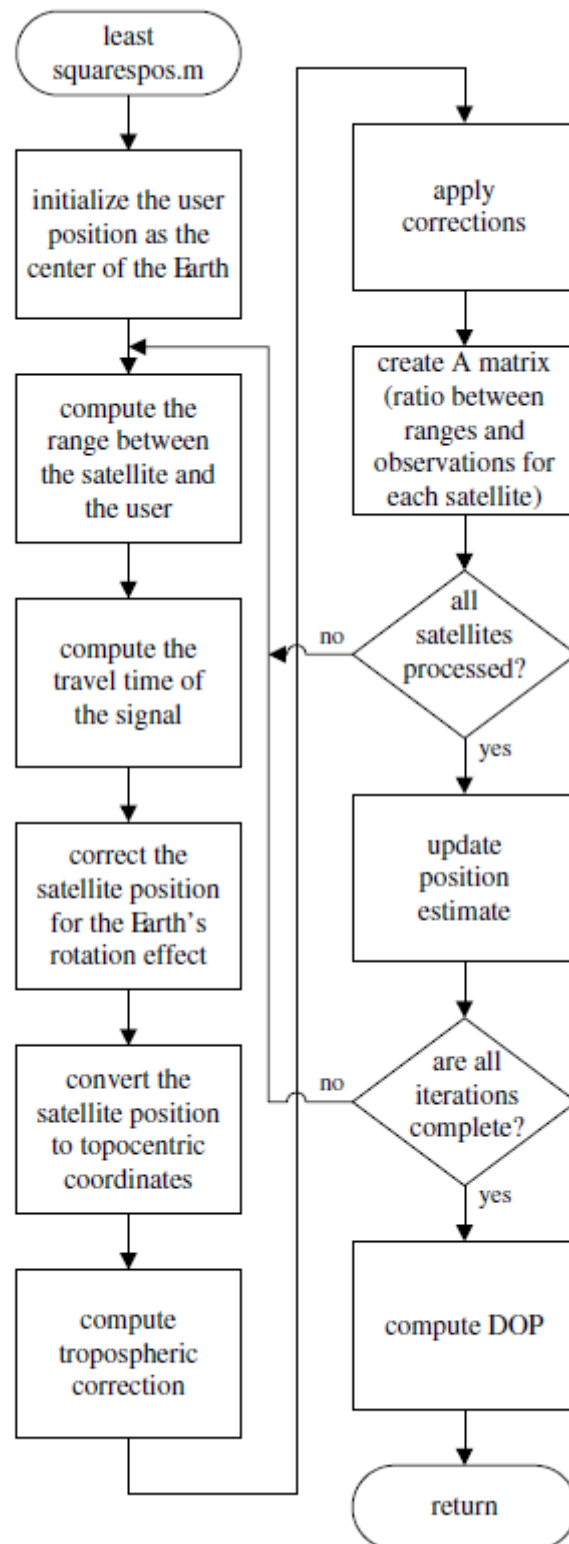 least
squarespos.m
initialize the user
position as the
center of the Earth
compute the
range between
the satellite and
the user
compute the
travel time of
the signal
correct the
satellite position
for the Earth's
rotation effect
convert the
satellite position
to topocentric
coordinates
compute
tropospheric
correction
apply
corrections
create A matrix
(ratio between
ranges and
observations for
each satellite)
all
satellites
processed?
no
yes
update
position
estimate
are all
iterations
complete?
no
yes
compute DOP
return